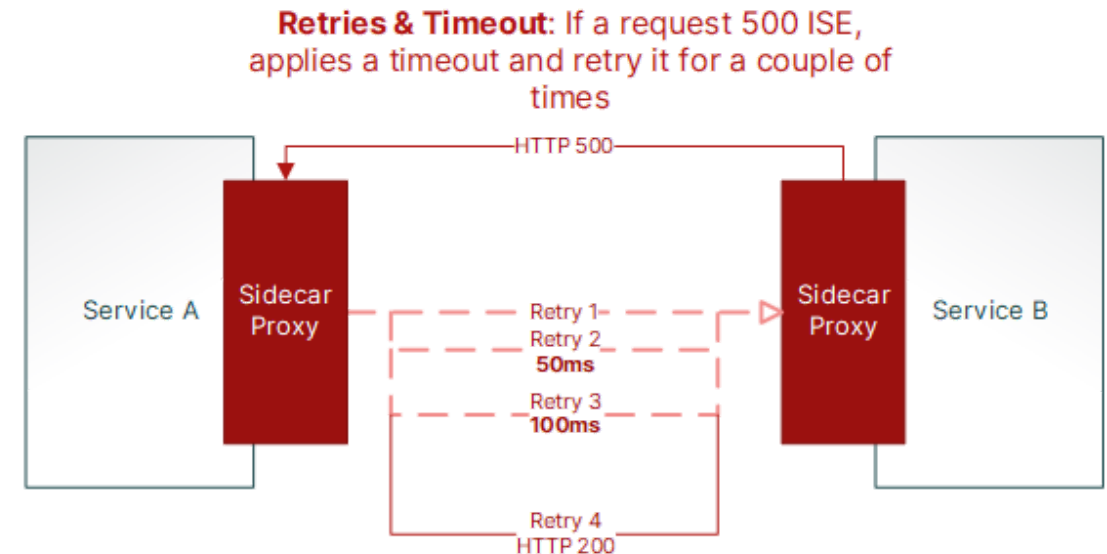 Retries & Timeout: If a request 500 ISE,
applies a timeout and retry it for a couple of
times
HTTP 500
Service A
Sidecar
Proxy
Retry 1
Retry 2
50ms
Retry 3
100ms
Retry 4
HTTP 200
Sidecar
Proxy
Service B